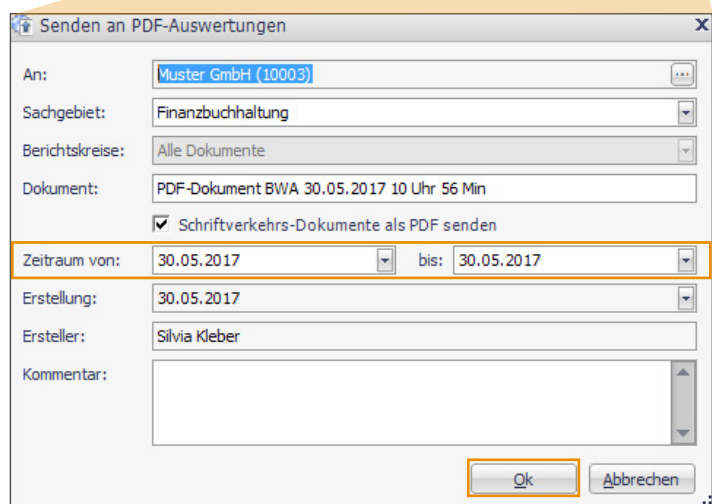 Senden an PDF-Auswertungen x
An: Muster GmbH (10003) ...
Sachgebiet: Finanzbuchhaltung
Berichtskreise: Alle Dokumente
Dokument: PDF-Dokument BWA 30.05.2017 10 Uhr 56 Min
Schriftverkehrs-Dokumente als PDF senden
Zeitraum von: 30.05.2017 bis: 30.05.2017
Erstellung: 30.05.2017
Ersteller: Silvia Kleber
Kommentar:
Ok Abbrechen